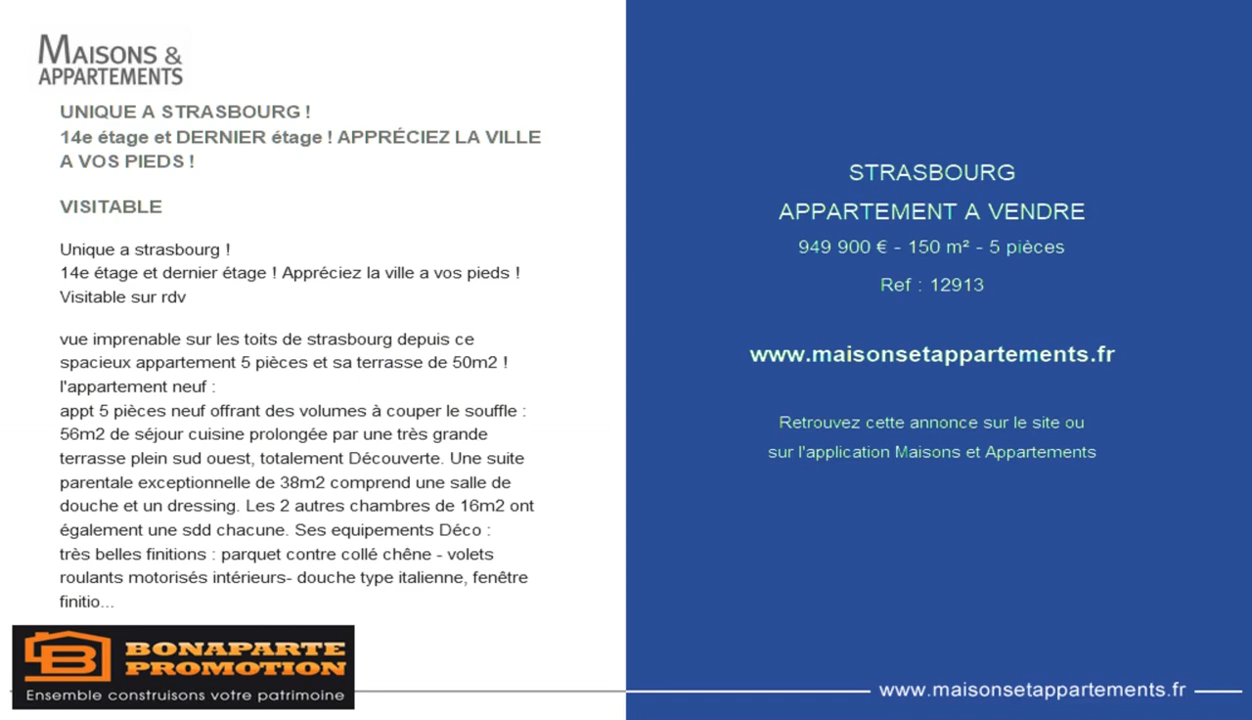 MAISONS &
APPARTEMENTS
UNIQUE A STRASBOURG !
14e étage et DERNIER étage ! APPRÉCIEZ LA VILLE
A VOS PIEDS !
VISITABLE
Unique a strasbourg !
14e étage et dernier étage ! Appréciez la ville a vos pieds !
Visitable sur rdv
vue imprenable sur les toits de strasbourg depuis ce
spacieux appartement 5 pièces et sa terrasse de 50m2 !
l'appartement neuf :
appt 5 pièces neuf offrant des volumes à couper le souffle :
56m2 de séjour cuisine prolongée par une très grande
terrasse plein sud ouest, totalement Découverte. Une suite
parentale exceptionnelle de 38m2 comprend une salle de
douche et un dressing. Les 2 autres chambres de 16m2 ont
également une sdd chacune. Ses equipements Déco :
très belles finitions : parquet contre collé chêne - volets
roulants motorisés intérieurs- douche type italienne, fenêtre
finitio...
BONAPARTE
PROMOTION
Ensemble construisons votre patrimoine
STRASBOURG
APPARTEMENT A VENDRE
949 900 € - 150 m² - 5 pièces
Ref : 12913
www.maisonsetappartements.fr
Retrouvez cette annonce sur le site ou
sur l'application Maisons et Appartements
www.maisonsetappartements.fr